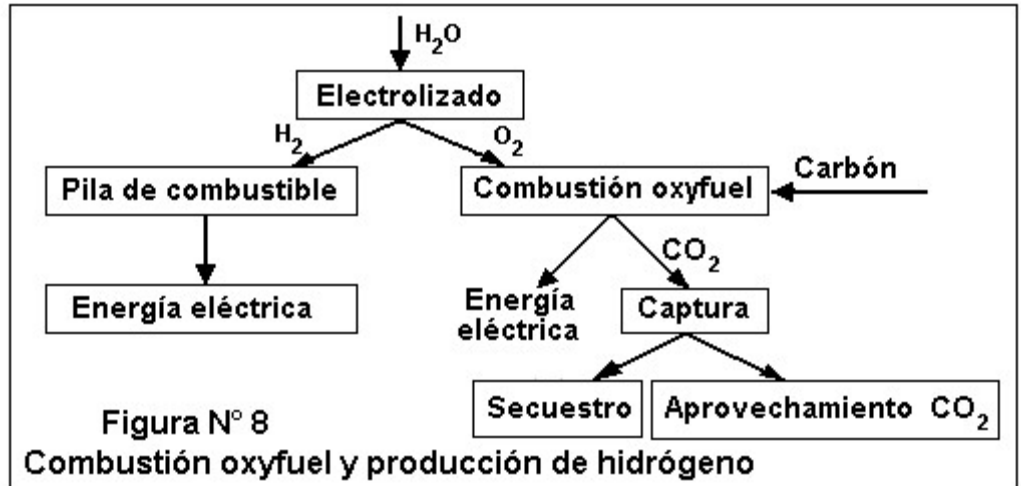 H₂O
Electrolizado
H₂
O₂
Pila de combustible
Combustión oxyfuel
Carbón
CO₂
Energía eléctrica
Energía
eléctrica
Captura
Secuestro
Aprovechamiento CO₂
Figura N° 8
Combustión oxyfuel y producción de hidrógeno